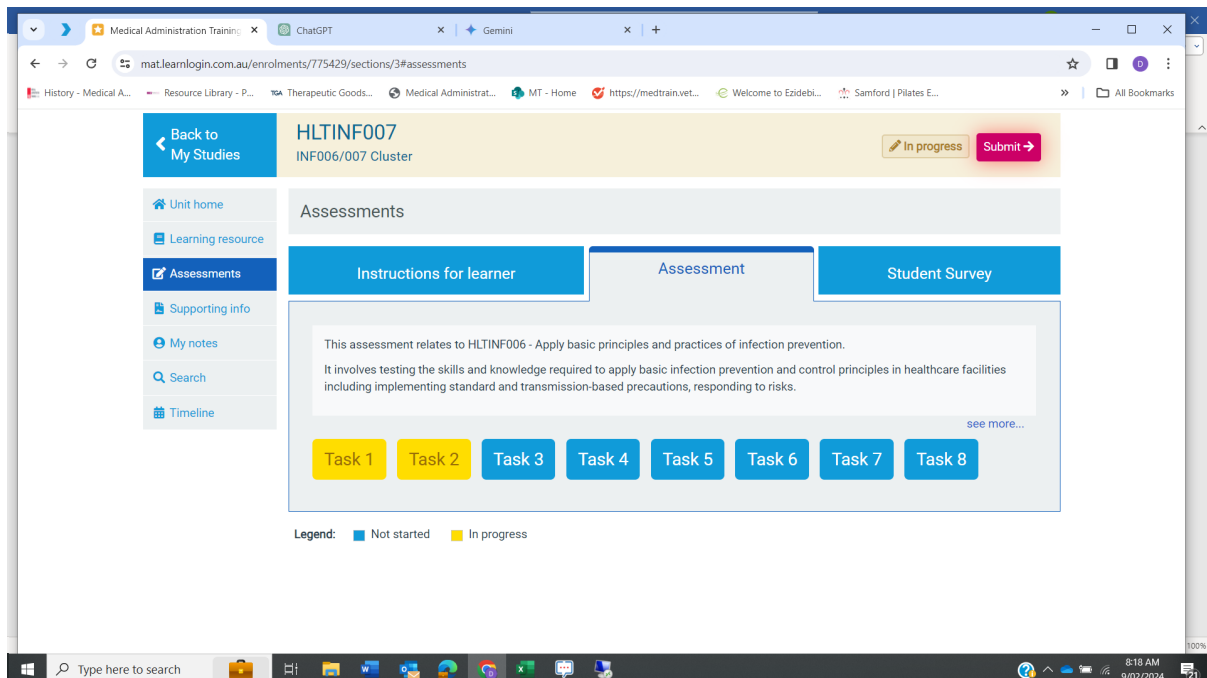 Medical Administration Training
ChatGPT
Gemini
mat.learnlogin.com.au/enrolments/775429/sections/3#assessments
D
History - Medical A...
Resource Library - P...
TGA Therapeutic Goods...
Medical Administrat...
MT - Home
https://medtrain.vet...
Welcome to Ezidebi...
Samford | Pilates E...
»
All Bookmarks
Back to
My Studies
HLTINF007
INF006/007 Cluster
In progress
Submit
Unit home
Learning resource
Assessments
Supporting info
My notes
Search
Timeline
Assessments
Instructions for learner
Assessment
Student Survey
This assessment relates to HLTINF006 - Apply basic principles and practices of infection prevention.
It involves testing the skills and knowledge required to apply basic infection prevention and control principles in healthcare facilities
including implementing standard and transmission-based precautions, responding to risks.
see more...
Task 1
Task 2
Task 3
Task 4
Task 5
Task 6
Task 7
Task 8
Legend:
Not started
In progress
100%
Type here to search
8:18 AM
9/02/2024
21